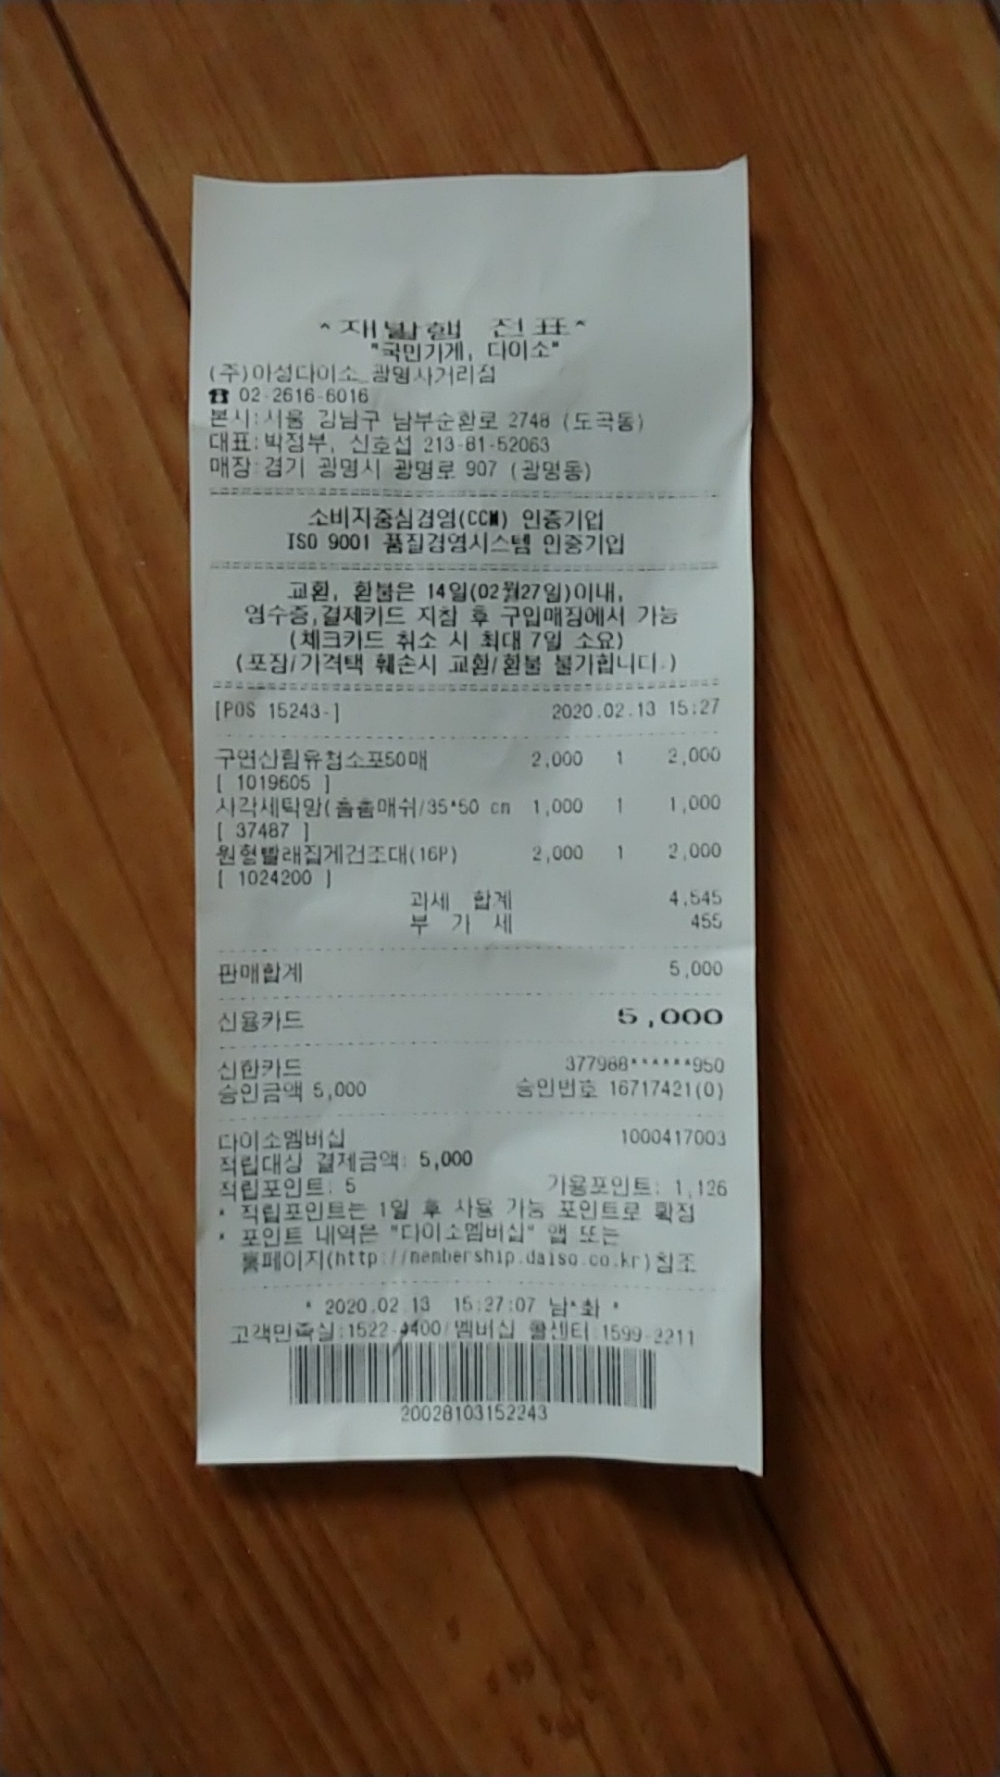 *재발행 전표*
"국민가게, 다이소"
(주)아성다이소_광명사거리점
☎ 02-2616-6016
본사:서울 강남구 남부순환로 2748 (도곡동)
대표:박정부, 신호섭 213-81-52063
매장:경기 광명시 광명로 907 (광명동)
소비자중심경영(CCM) 인증기업
ISO 9001 품질경영시스템 인증기업
교환, 환불은 14일(02월27일)이내,
영수증,결제카드 지참 후 구입매장에서 가능
(체크카드 취소 시 최대 7일 소요)
(포장/가격택 훼손시 교환/환불 불가합니다.)
[POS 15243-] 2020.02.13 15:27
구연산함유청소포50매 2,000 1 2,000
[ 1019605 ]
사각세탁망(촘촘매쉬/35*50 cm 1,000 1 1,000
[ 37487 ]
원형빨래집게건조대(16P) 2,000 1 2,000
[ 1024200 ]
과세 합계 4,545
부 가 세 455
판매합계 5,000
신용카드 5,000
신한카드 377988******950
승인금액 5,000 승인번호 16717421(0)
다이소멤버십 1000417003
적립대상 결제금액: 5,000
적립포인트: 5 가용포인트: 1,126
* 적립포인트는 1일 후 사용 가능 포인트로 확정
* 포인트 내역은 "다이소멤버십" 앱 또는
홈페이지(http://membership.daiso.co.kr)참조
* 2020.02.13 15:27:07 남*화 *
고객만족실:1522-4400/멤버십 콜센터:1599-2211
20028103152243